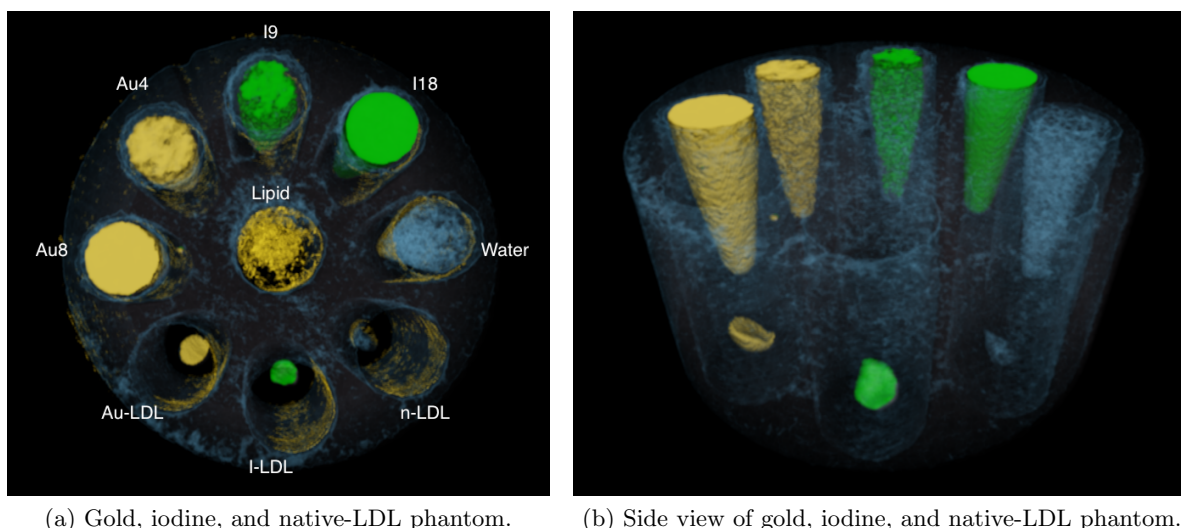 I9
Au4
I18
Lipid
Au8
Water
Au-LDL
n-LDL
I-LDL
(a) Gold, iodine, and native-LDL phantom.
(b) Side view of gold, iodine, and native-LDL phantom.